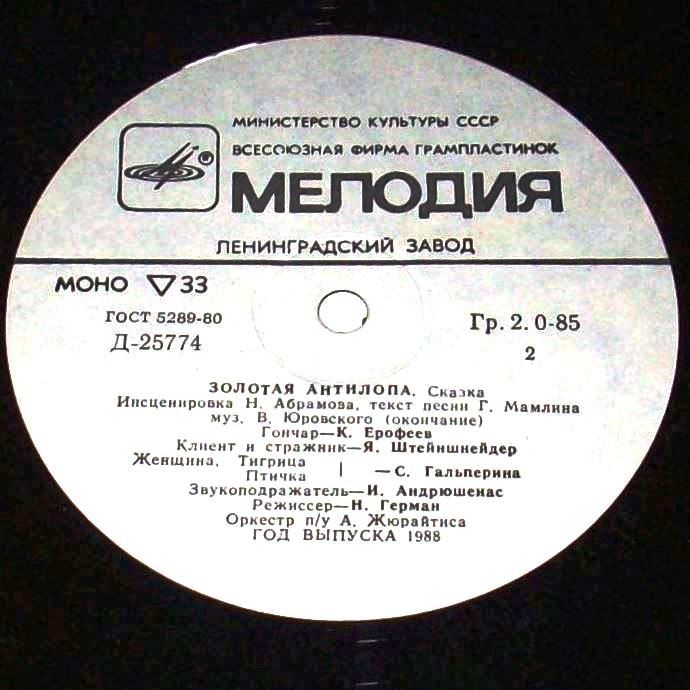 МИНИСТЕРСТВО КУЛЬТУРЫ СССР
ВСЕСОЮЗНАЯ ФИРМА ГРАМПЛАСТИНОК
®
МЕЛОДИЯ
ЛЕНИНГРАДСКИЙ ЗАВОД
МОНО ▽ 33
ГОСТ 5289-80
Гр. 2. 0-85
Д-25774
2
ЗОЛОТАЯ АНТИЛОПА. Сказка
Инсценировка Н. Абрамова, текст песни Г. Мамлина
муз. В. Юровского (окончание)
Гончар—К. Ерофеев
Клиент и стражник—Я. Штейншнейдер
Женщина, Тигрица
Птичка | —С. Гальперина
Звукоподражатель—И. Андрюшенас
Режиссер—Н. Герман
Оркестр п/у А. Жюрайтиса
ГОД ВЫПУСКА 1988